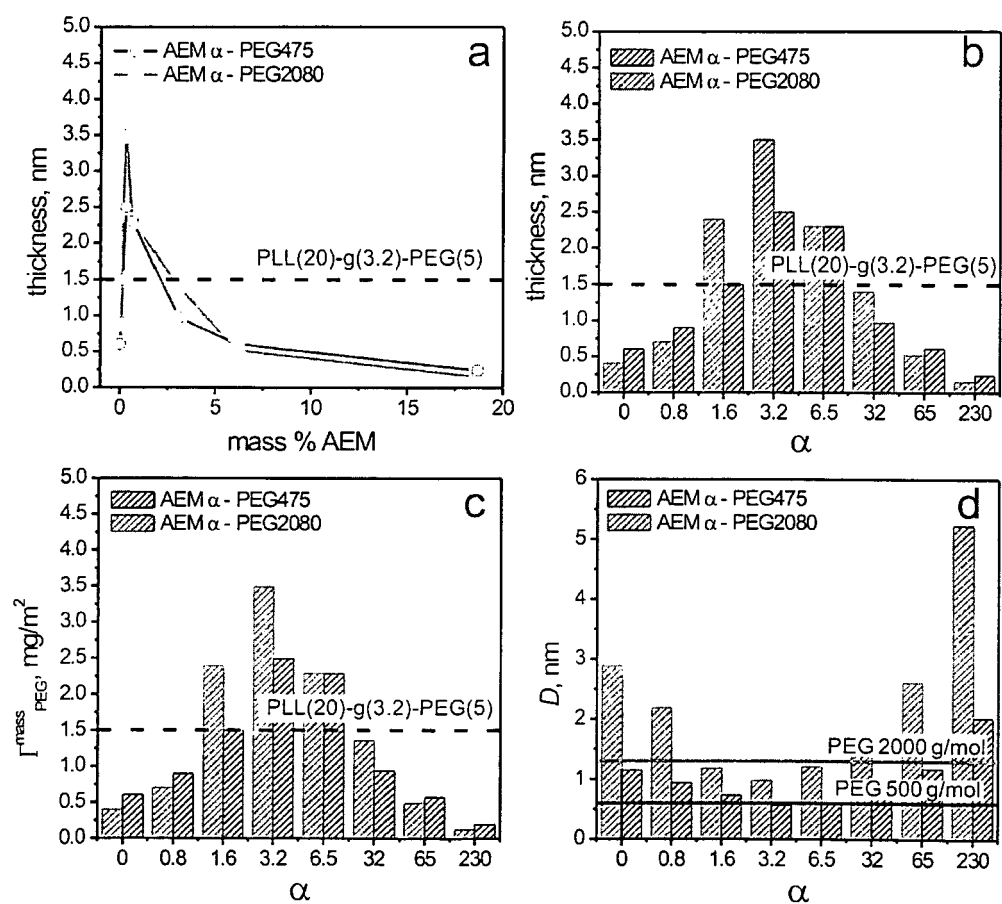 a
AEM α - PEG475
AEM α - PEG2080
PLL(20)-g(3.2)-PEG(5)
thickness, nm
5.0
4.5
4.0
3.5
3.0
2.5
2.0
1.5
1.0
0.5
0.0
0 5 10 15 20
mass % AEM
b
AEM α - PEG475
AEM α - PEG2080
PLL(20)-g(3.2)-PEG(5)
thickness, nm
5.0
4.5
4.0
3.5
3.0
2.5
2.0
1.5
1.0
0.5
0.0
0 0.8 1.6 3.2 6.5 32 65 230
α
c
AEM α - PEG475
AEM α - PEG2080
PLL(20)-g(3.2)-PEG(5)
Γ^mass_PEG, mg/m²
5.0
4.5
4.0
3.5
3.0
2.5
2.0
1.5
1.0
0.5
0.0
0 0.8 1.6 3.2 6.5 32 65 230
α
d
AEM α - PEG475
AEM α - PEG2080
PEG 2000 g/mol
PEG 500 g/mol
D, nm
6
5
4
3
2
1
0
0 0.8 1.6 3.2 6.5 32 65 230
α